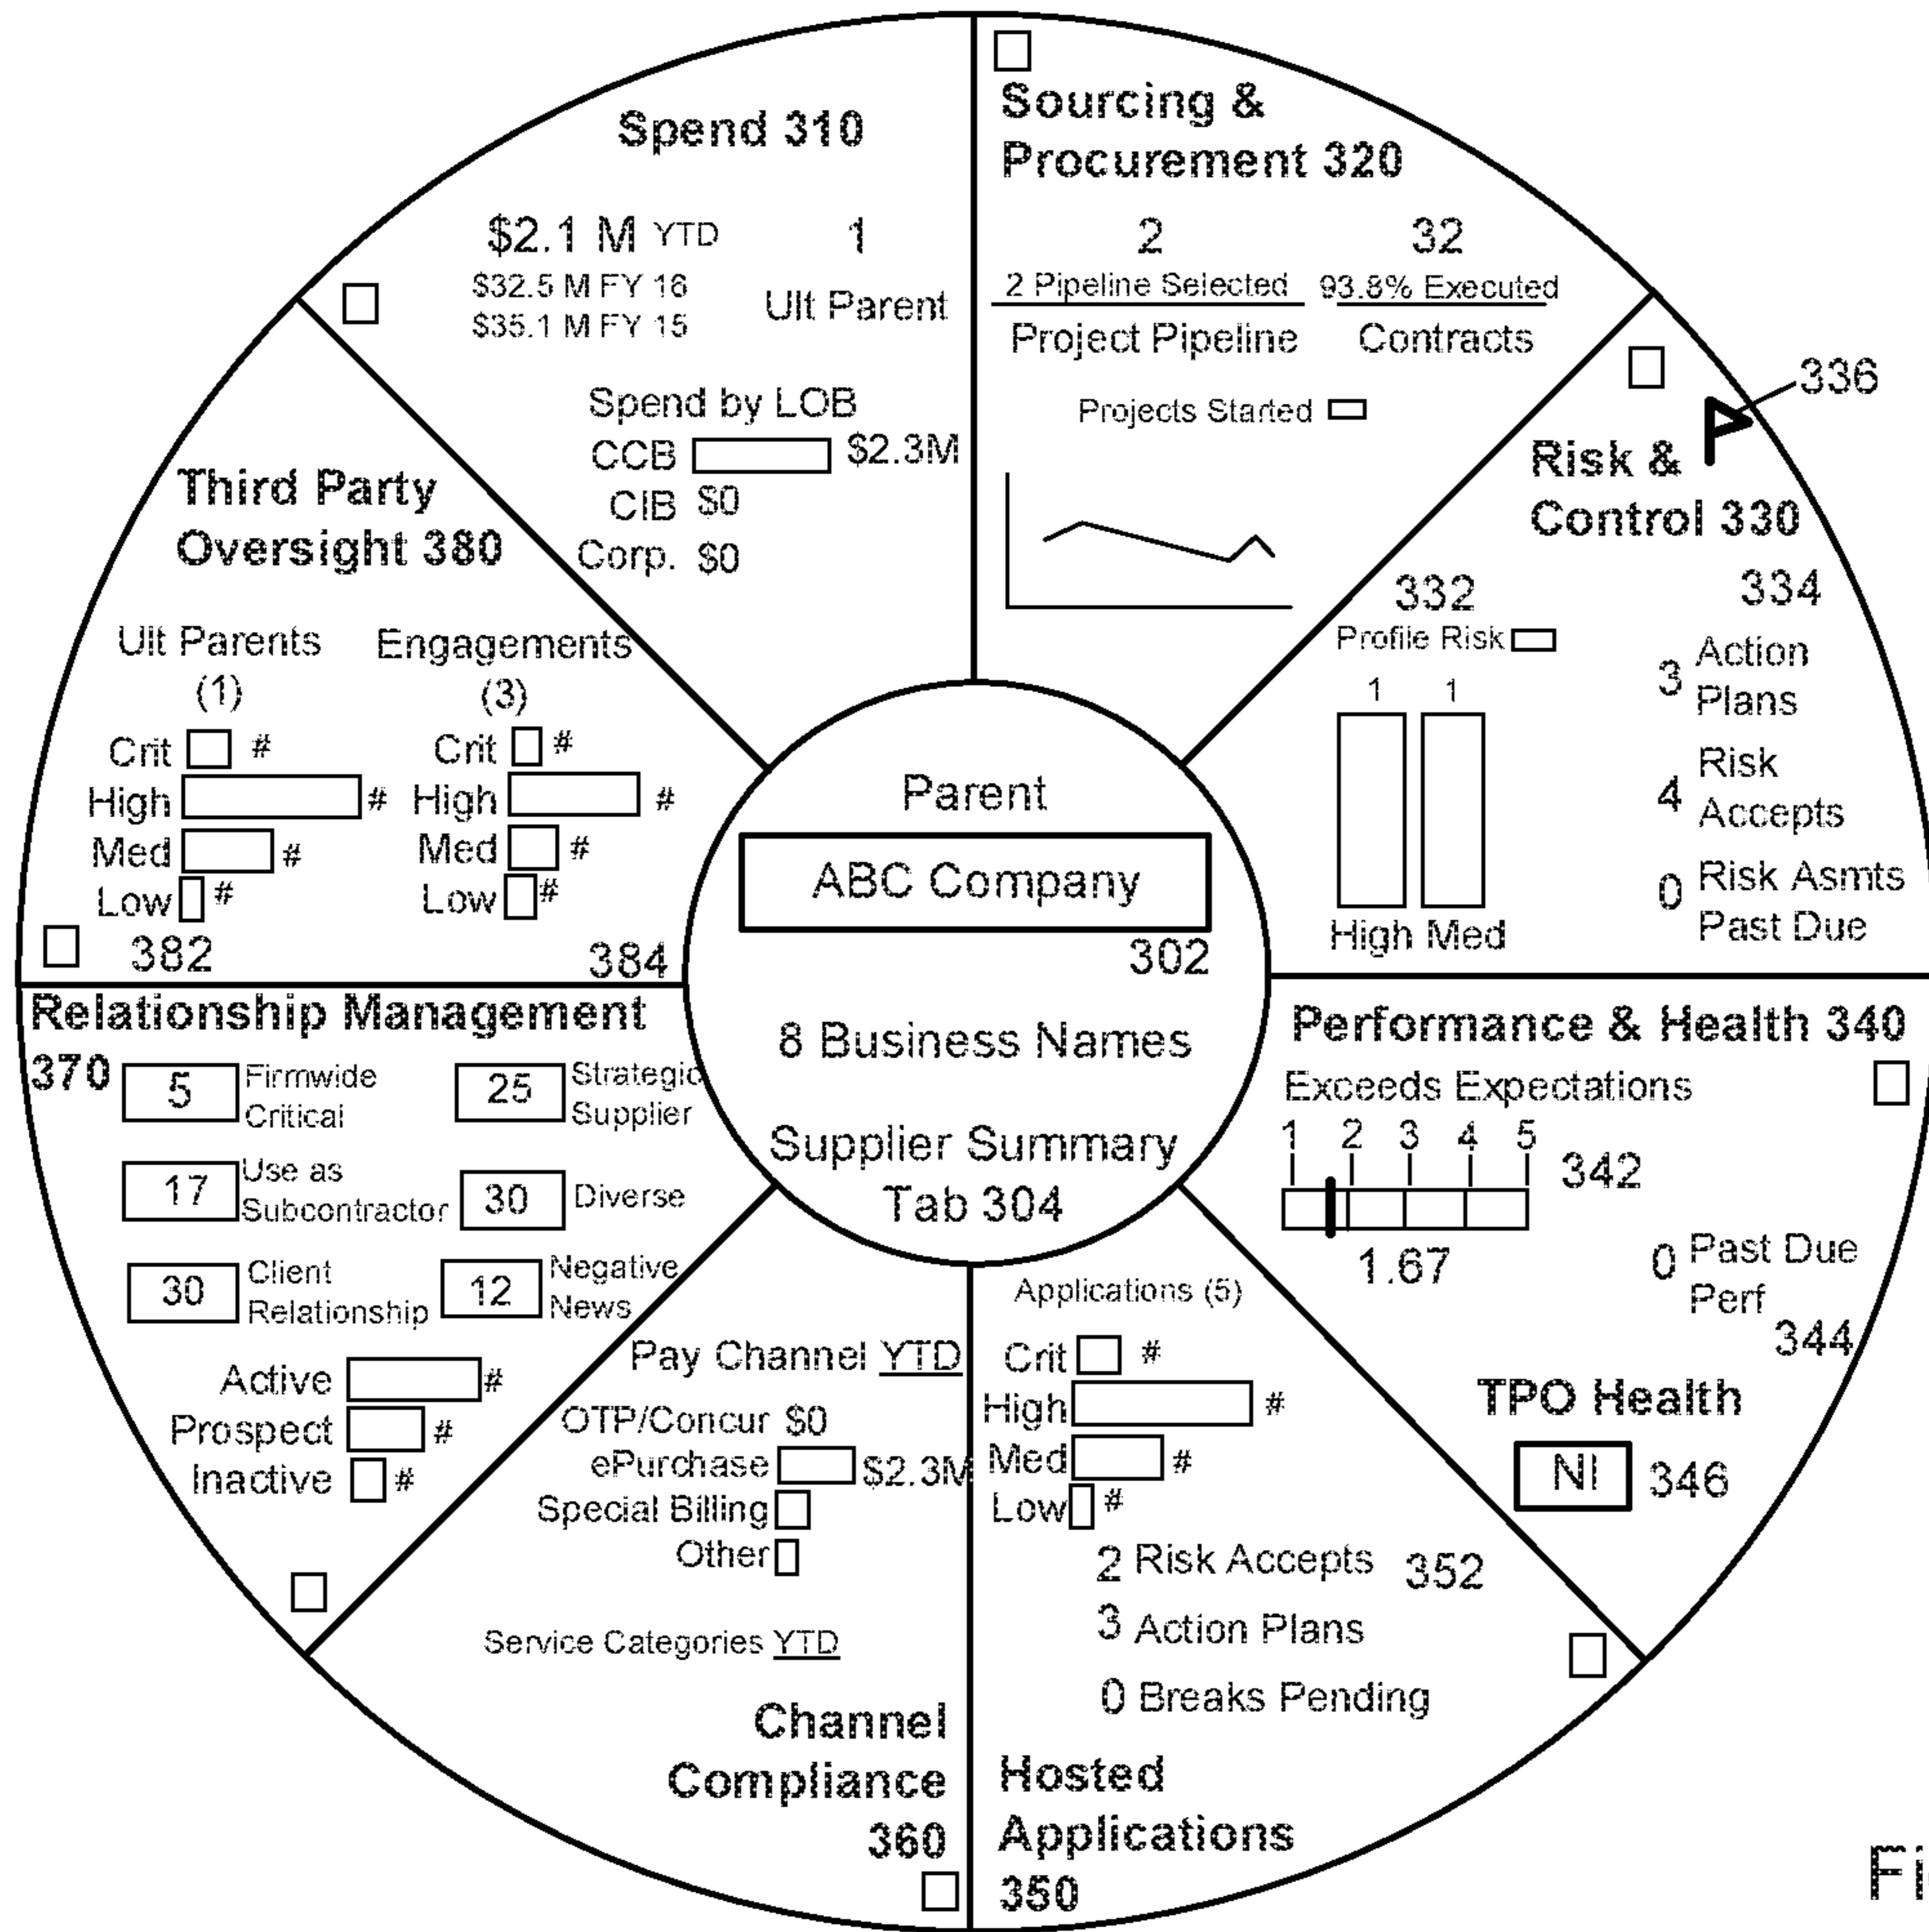 Spend 310
$2.1 M YTD
$32.5 M FY 16
$35.1 M FY 15
1
Ult Parent
Spend by LOB
CCB $2.3M
CIB $0
Corp. $0
Sourcing &
Procurement 320
2
2 Pipeline Selected
Project Pipeline
32
93.8% Executed
Contracts
Projects Started
336
Risk &
Control 330
332
Profile Risk
1 1
High Med
334
3 Action
Plans
4 Risk
Accepts
0 Risk Asmts
Past Due
Performance & Health 340
Exceeds Expectations
1 2 3 4 5
342
1.67
0 Past Due
Perf
344
TPO Health
NI 346
Applications (5)
Crit #
High #
Med #
Low #
2 Risk Accepts 352
3 Action Plans
0 Breaks Pending
Hosted
Applications
350
Pay Channel YTD
OTP/Concur $0
ePurchase $2.3M
Special Billing
Other
Service Categories YTD
Channel
Compliance
360
Relationship Management
370
5 Firmwide
Critical
25 Strategic
Supplier
17 Use as
Subcontractor
30 Diverse
30 Client
Relationship
12 Negative
News
Active #
Prospect #
Inactive #
Third Party
Oversight 380
Ult Parents
(1)
Crit #
High #
Med #
Low #
382
Engagements
(3)
Crit #
High #
Med #
Low #
384
Parent
ABC Company
302
8 Business Names
Supplier Summary
Tab 304